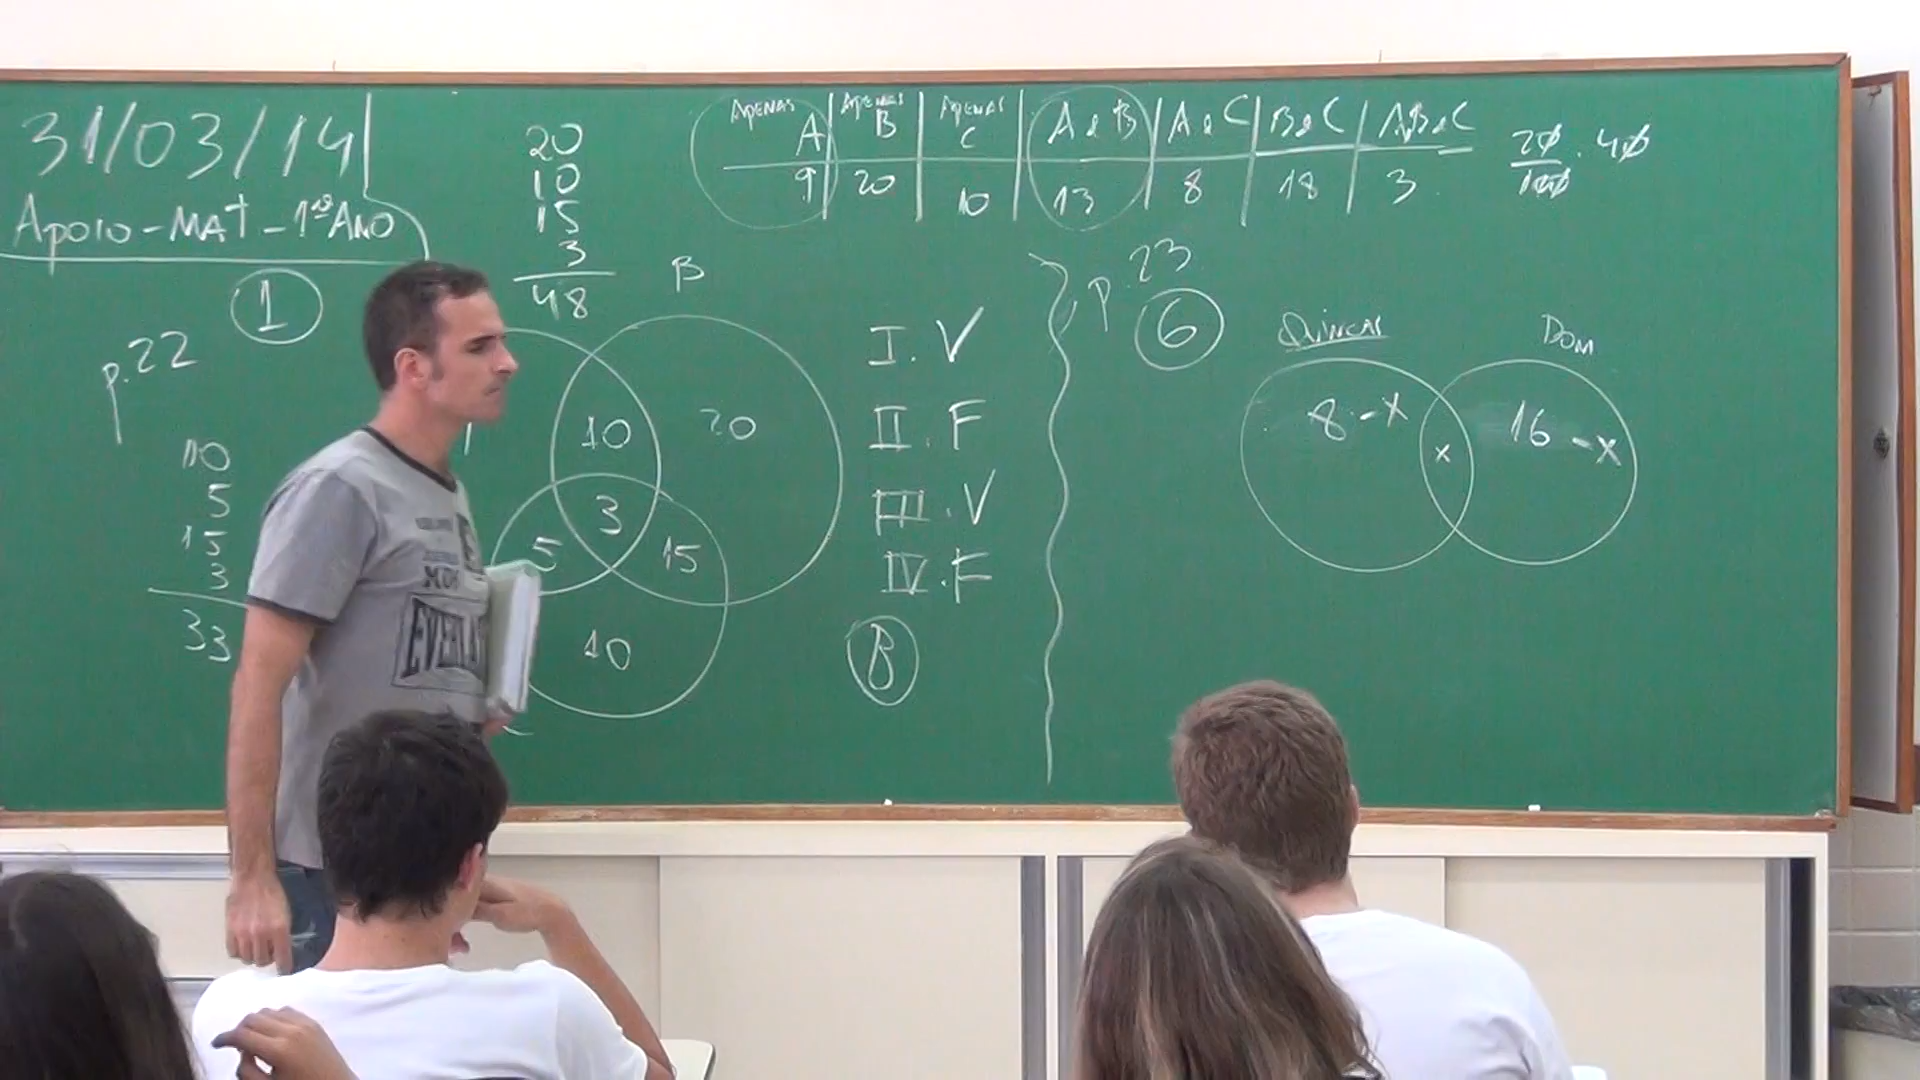 31/03/14
Apoio - MAT - 1º ANO
1
p.22
10
5
15
3
33
20
10
15
3
48
B
10
20
3
5
15
10
I. V
II. F
III. V
IV. F
B
APENAS A | APENAS B | APENAS C | A e B | A e C | B e C | A,B e C
9 | 20 | 10 | 13 | 8 | 18 | 3
20/100 . 40
p. 23
6
QUINCAS
DOM
8 - x
x
16 - x
EVERLAST